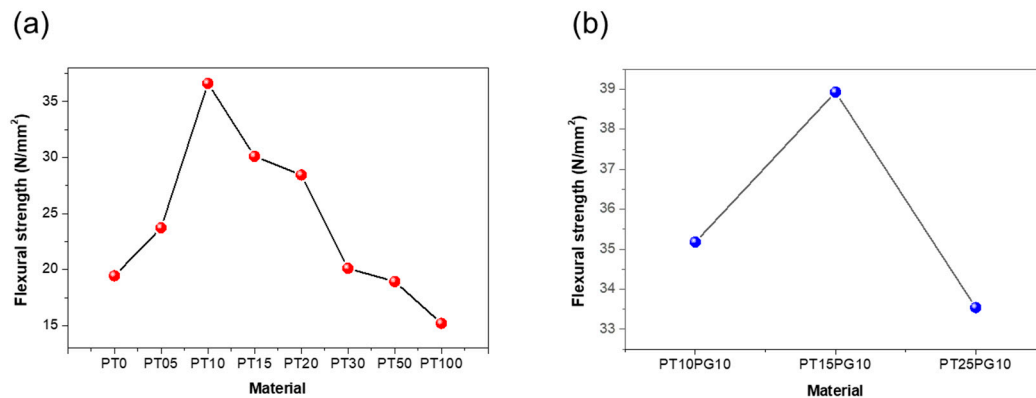 (a)
Flexural strength (N/mm²)
35
30
25
20
15
PT0 PT05 PT10 PT15 PT20 PT30 PT50 PT100
Material
(b)
Flexural strength (N/mm²)
39
38
37
36
35
34
33
PT10PG10 PT15PG10 PT25PG10
Material